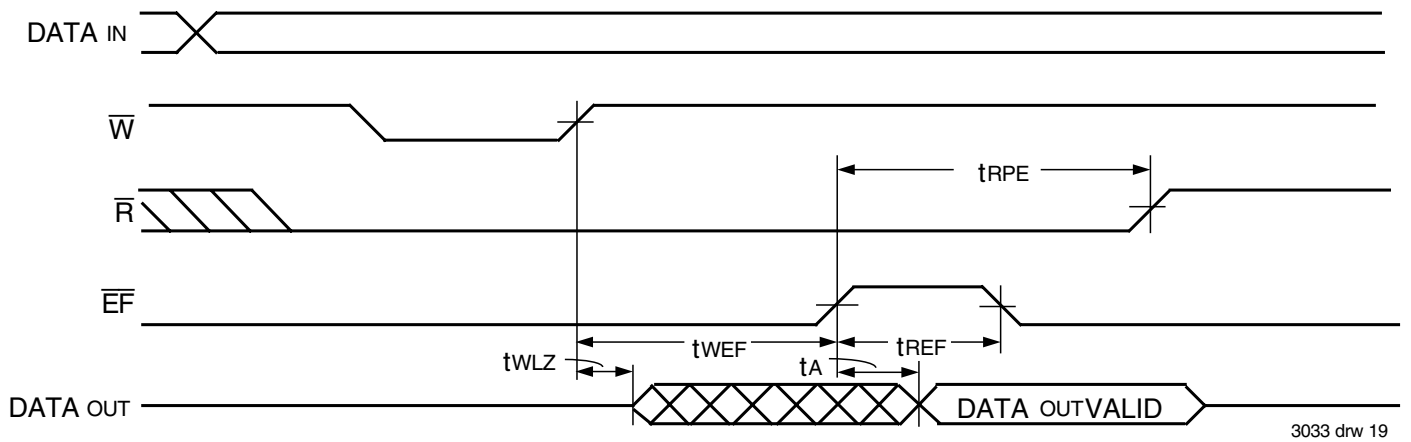 DATA IN
W
tRPE
R
EF
tWEF
tREF
tWLZ
tA
DATA OUT
DATA OUTVALID
3033 drw 19